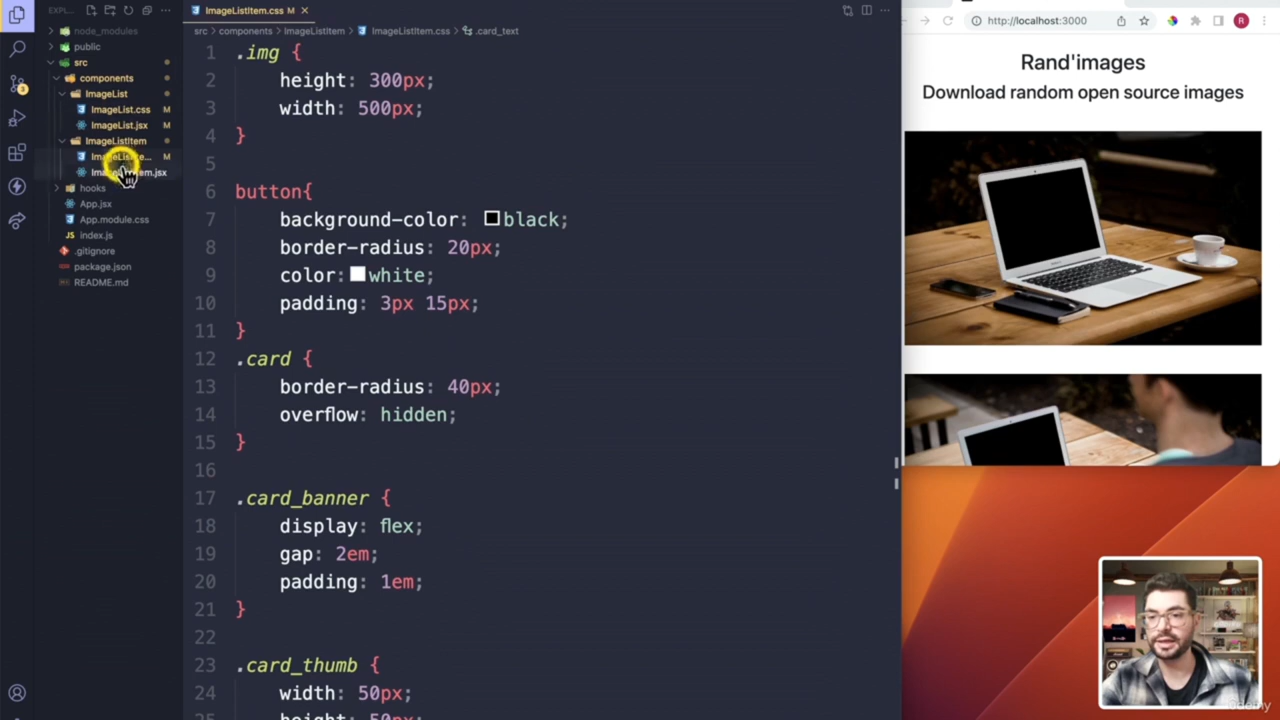 EXPL...
ImageListItem.css M
http://localhost:3000
R
node_modules
public
src
components
ImageList
ImageList.css M
ImageList.jsx M
ImageListItem
M
hooks
App.jsx
App.module.css
index.js
.gitignore
package.json
README.md
3
src > components > ImageListItem > ImageListItem.css > .card_text
1 .img {
2 height: 300px;
3 width: 500px;
4 }
5
6 button{
7 background-color: black;
8 border-radius: 20px;
9 color: white;
10 padding: 3px 15px;
11 }
12 .card {
13 border-radius: 40px;
14 overflow: hidden;
15 }
16
17 .card_banner {
18 display: flex;
19 gap: 2em;
20 padding: 1em;
21 }
22
23 .card_thumb {
24 width: 50px;
25 height: 50px;
Rand'images
Download random open source images